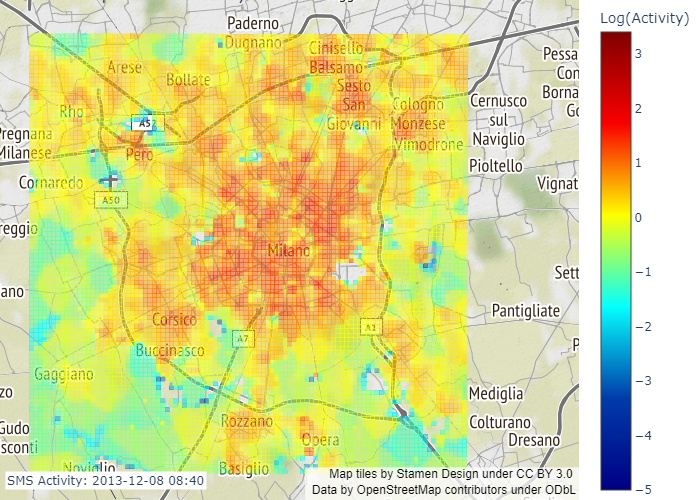 Paderno
Dugnano
Cinisello
Balsamo
Arese
Bollate
Sesto
San
Giovanni
Rho
A52
Pero
Cologno
Monzese
Vimodrone
Pessa
Con
Borna
Go
Cernusco
sul
Naviglio
Pioltello
Vignat
Pregnana
Milanese
Cornaredo
A50
reggio
Milano
ano
Sett
Pantigliate
P
Corsico
Buccinasco
A7
A1
Gaggiano
zo
Gudo
sconti
Rozzano
Opera
Mediglia
Colturano
Dresano
Noviglio
Basiglio
SMS Activity: 2013-12-08 08:40
Map tiles by Stamen Design under CC BY 3.0
Data by OpenStreetMap contributors under ODbL
Log(Activity)
3
2
1
0
−1
−2
−3
−4
−5